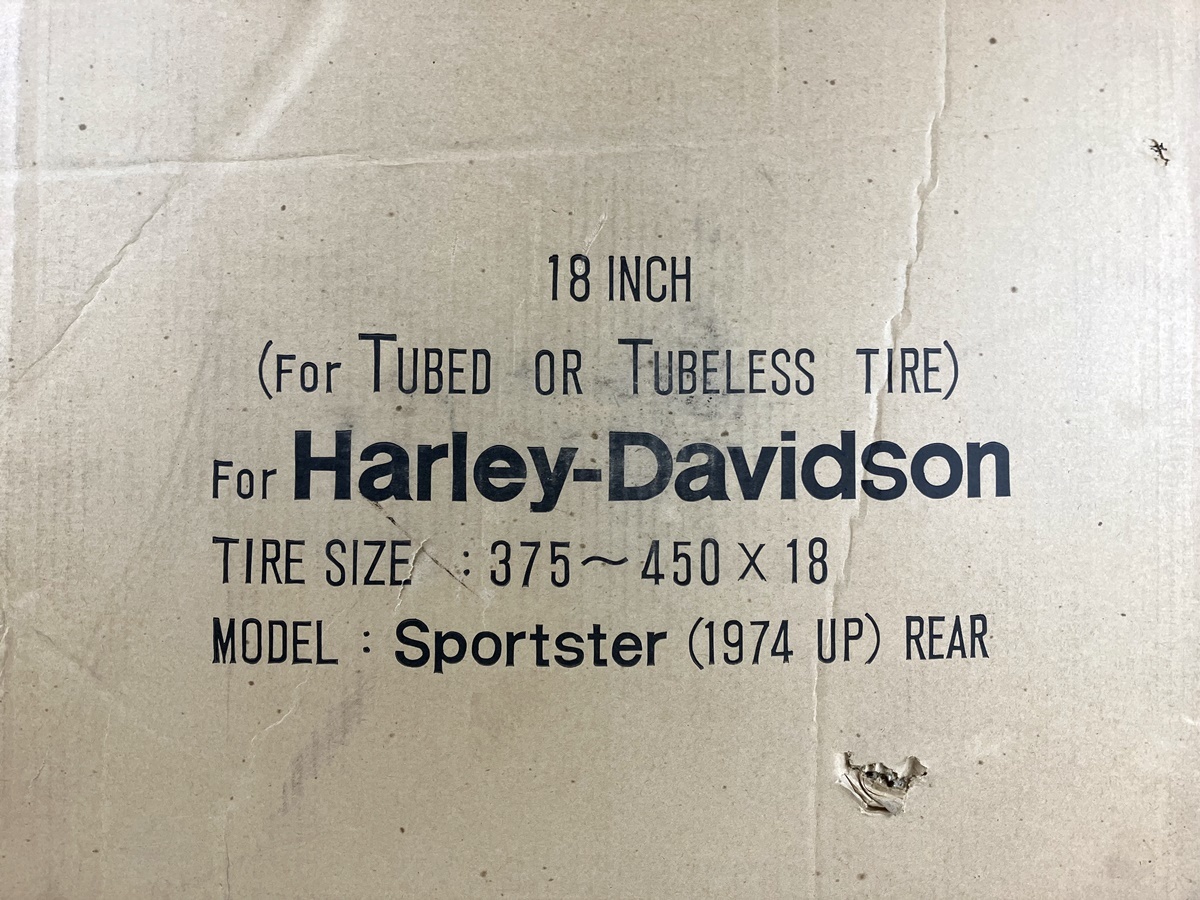 18 INCH
(For TUBED OR TUBELESS TIRE)
For Harley-Davidson
TIRE SIZE : 375～450 X 18
MODEL : Sportster (1974 UP) REAR